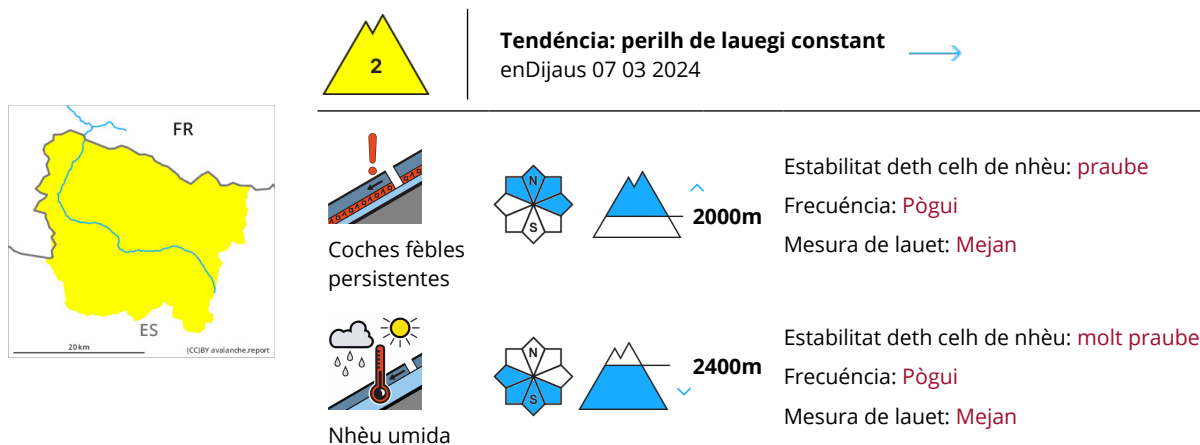 2
Tendéncia: perilh de lauegi constant
enDijaus 07 03 2024
FR
ES
20 km
(CC)BY avalanche.report
Coches fèbles
persistentes
N
S
2000m
Estabilitat deth celh de nhèu: praube
Frecuéncia: Pògui
Mesura de lauet: Mejan
Nhèu umida
N
S
2400m
Estabilitat deth celh de nhèu: molt praube
Frecuéncia: Pògui
Mesura de lauet: Mejan